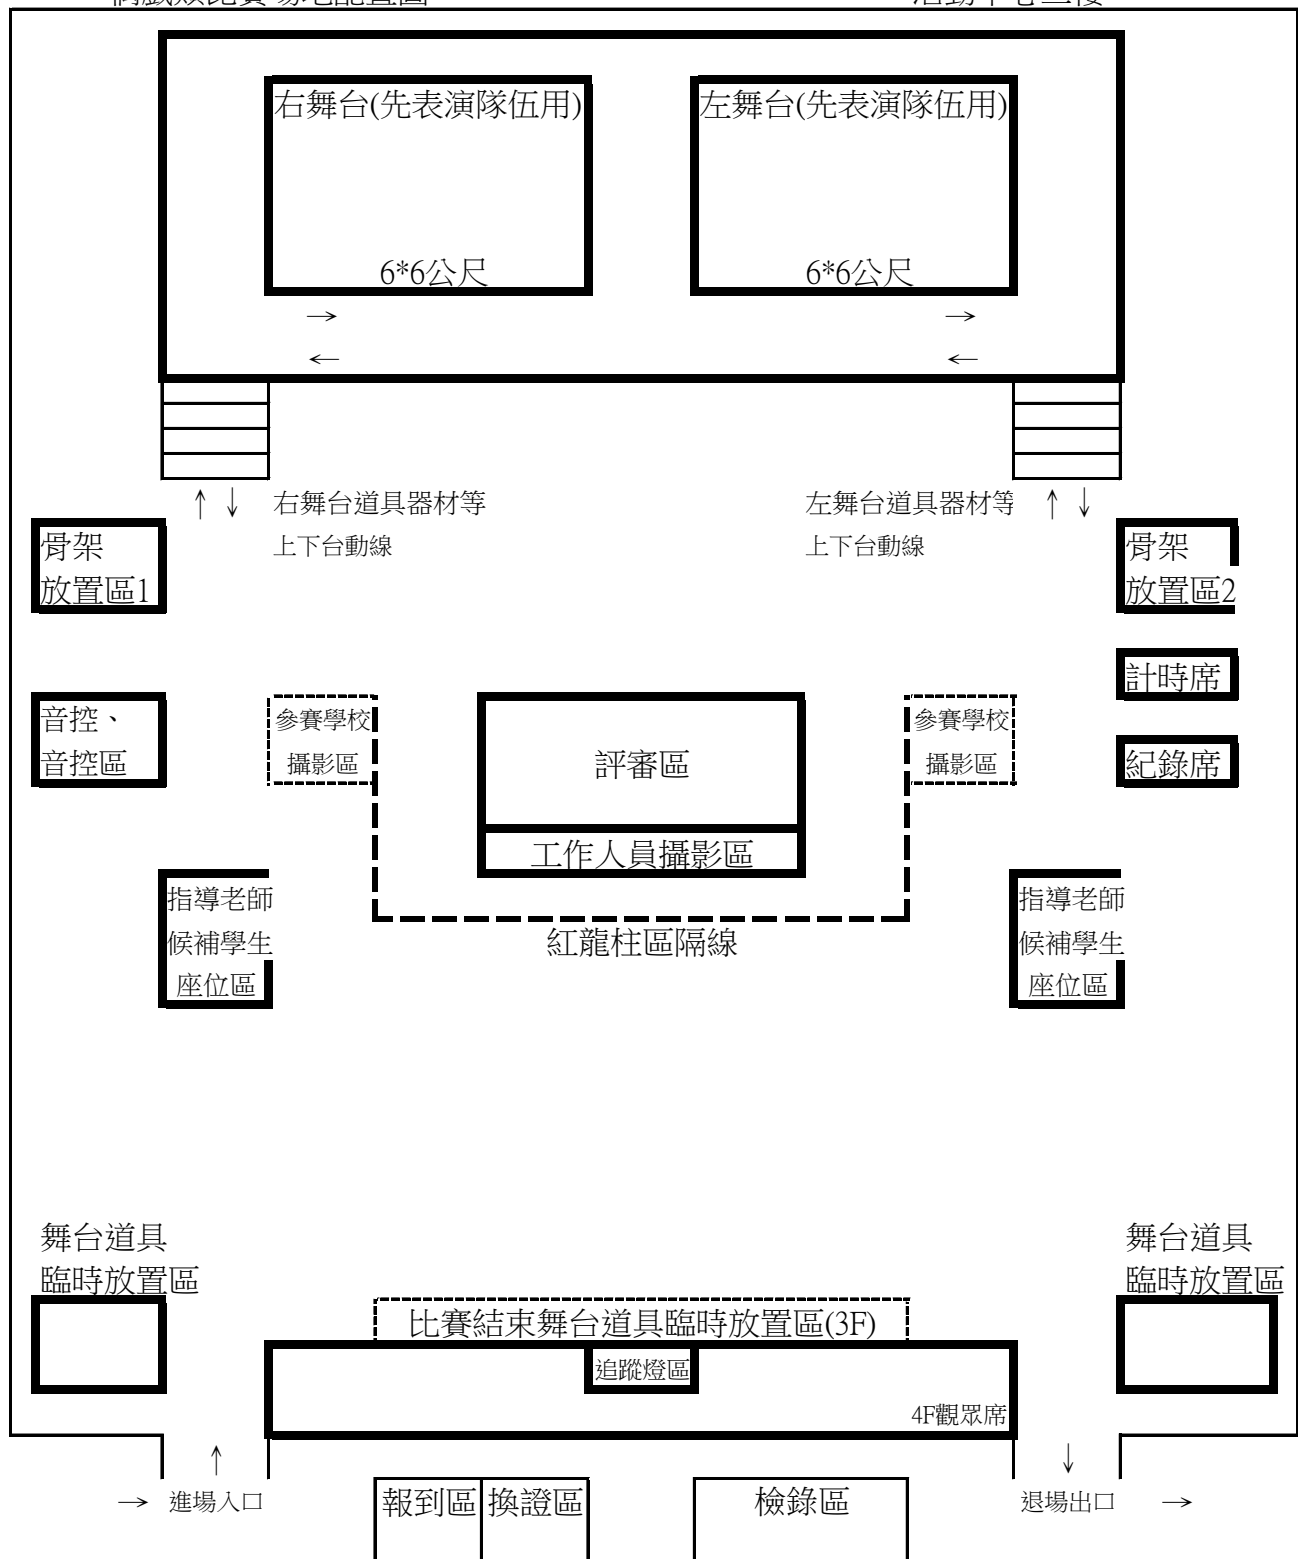 右舞台(先表演隊伍用)
左舞台(先表演隊伍用)
6*6公尺
6*6公尺
→
→
←
←
↑ ↓
右舞台道具器材等
上下台動線
左舞台道具器材等
上下台動線
↑ ↓
骨架
放置區1
骨架
放置區2
計時席
音控、
音控區
參賽學校
攝影區
評審區
參賽學校
攝影區
紀錄席
工作人員攝影區
指導老師
候補學生
座位區
紅龍柱區隔線
指導老師
候補學生
座位區
舞台道具
臨時放置區
舞台道具
臨時放置區
比賽結束舞台道具臨時放置區(3F)
追蹤燈區
4F觀眾席
↑
↓
→ 進場入口
報到區
換證區
檢錄區
退場出口 →